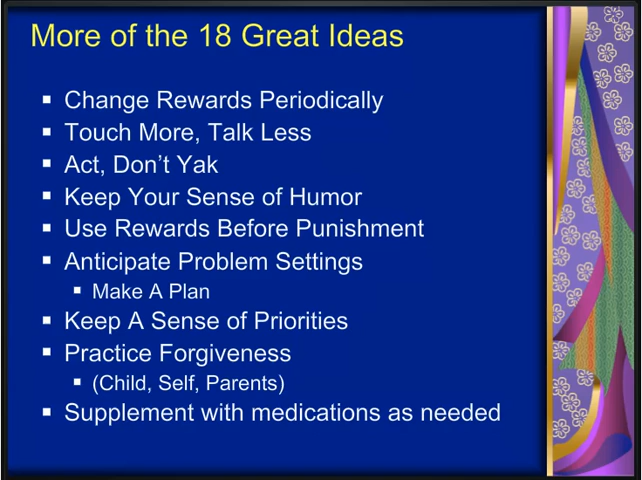 More of the 18 Great Ideas
▪ Change Rewards Periodically
▪ Touch More, Talk Less
▪ Act, Don’t Yak
▪ Keep Your Sense of Humor
▪ Use Rewards Before Punishment
▪ Anticipate Problem Settings
▪ Make A Plan
▪ Keep A Sense of Priorities
▪ Practice Forgiveness
▪ (Child, Self, Parents)
▪ Supplement with medications as needed